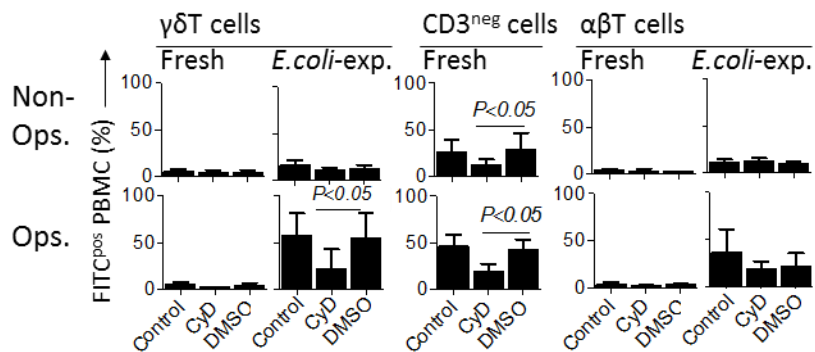 γδT cells CD3neg cells αβT cells
Fresh E.coli-exp. Fresh Fresh E.coli-exp.
Non-
Ops.
Ops.
FITCpos PBMC (%)
100 100 100 100 100
50 50 50 50 50
0 0 0 0 0
P<0.05
100 100 100 100 100
50 50 50 50 50
0 0 0 0 0
P<0.05 P<0.05
Control CyD DMSO Control CyD DMSO Control CyD DMSO Control CyD DMSO Control CyD DMSO